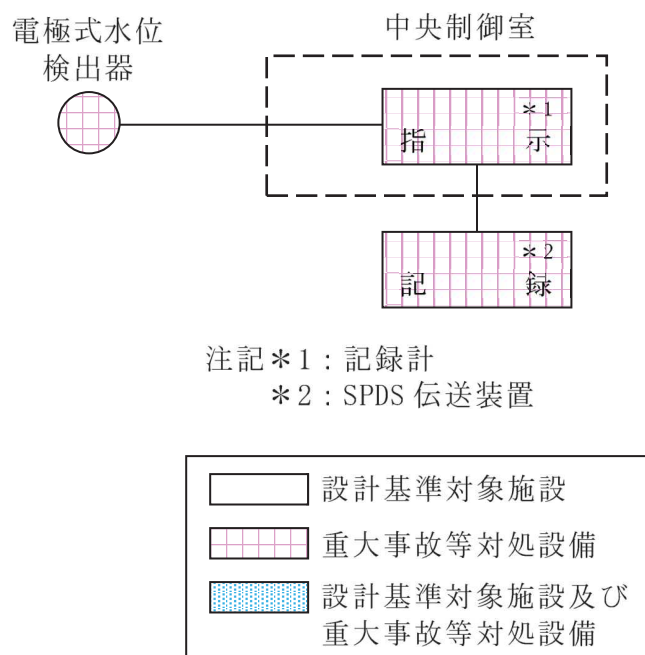 電極式水位
検出器
中央制御室
*1
指示
*2
記録
注記*1:記録計
*2:SPDS 伝送装置
設計基準対象施設
重大事故等対処設備
設計基準対象施設及び
重大事故等対処設備